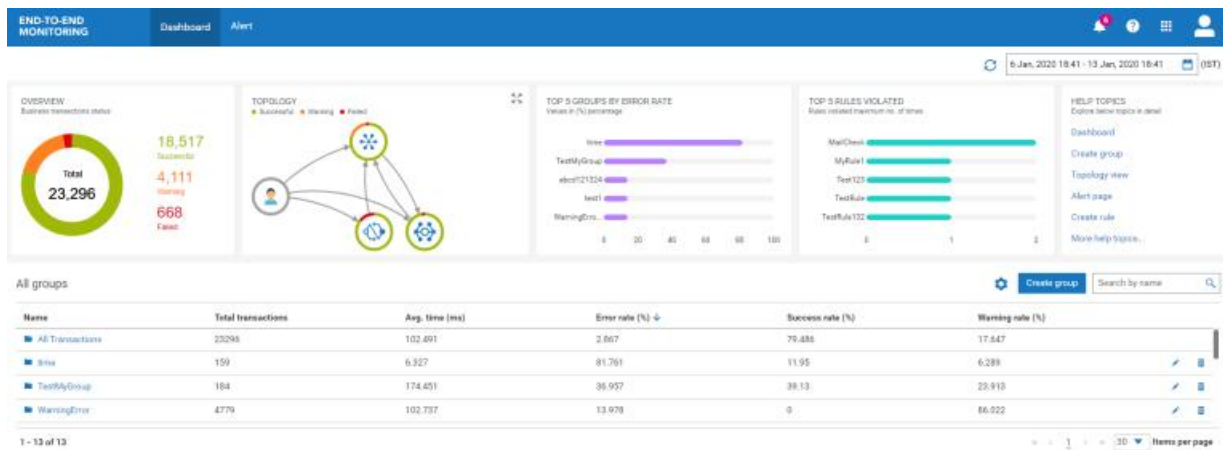 END-TO-END
MONITORING
Dashboard
Alert
6
6 Jan, 2020 18:41 - 13 Jan, 2020 18:41
(IST)
OVERVIEW
Business transactions status
Total
23,296
18,517
Successful
4,111
Warning
668
Failed
TOPOLOGY
Successful
Warning
Failed
TOP 5 GROUPS BY ERROR RATE
Values in (%) percentage
time
TestMyGroup
abcd121324
test1
WarningErro...
0 20 40 60 80 100
TOP 5 RULES VIOLATED
Rules violated maximum no. of times
MailCheck
MyRule1
Test123
TestRule
TestRule132
0 1 2
HELP TOPICS
Explore below topics in detail
Dashboard
Create group
Topology view
Alert page
Create rule
More help topics...
All groups
Create group
Search by name
Name Total transactions Avg. time (ms) Error rate (%) Success rate (%) Warning rate (%)
All Transactions 23296 102.491 2.867 79.486 17.647
time 159 6.327 81.761 11.95 6.289
TestMyGroup 184 174.451 36.957 39.13 23.913
WarningError 4779 102.737 13.978 0 86.022
1 - 13 of 13
1
30
Items per page